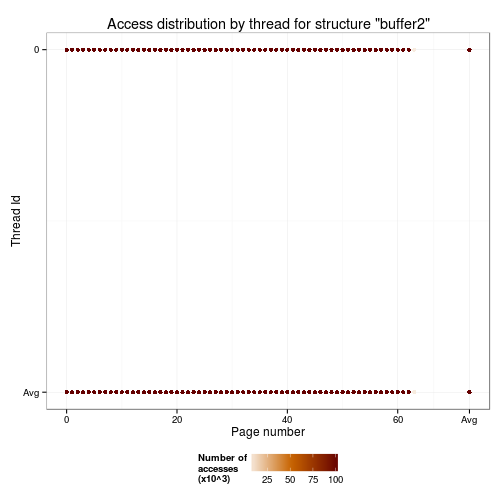 Access distribution by thread for structure "buffer2"
0
Thread Id
Avg
0 20 40 60 Avg
Page number
Number of
accesses
(x10^3)
25 50 75 100